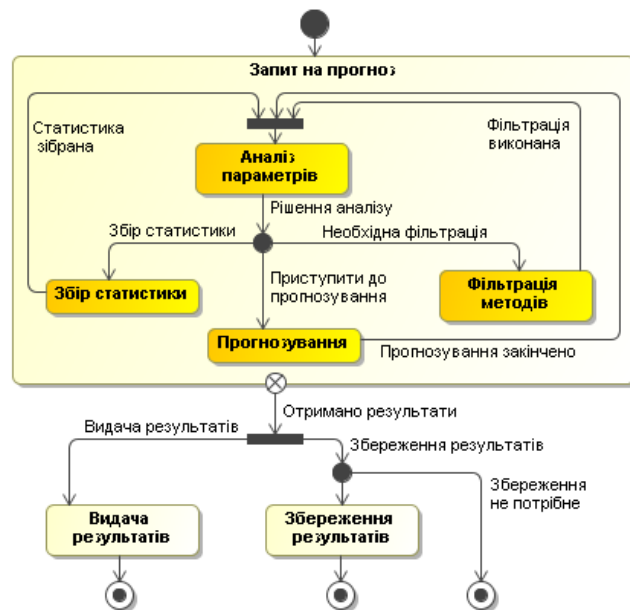 Запит на прогноз
Статистика
зібрана
Фільтрація
виконана
Аналіз
параметрів
Рішення аналізу
Збір статистики
Необхідна фільтрація
Приступити до
прогнозування
Збір статистики
Фільтрація
методів
Прогнозування
Прогнозування закінчено
Отримано результати
Видача результатів
Збереження результатів
Збереження
не потрібне
Видача
результатів
Збереження
результатів